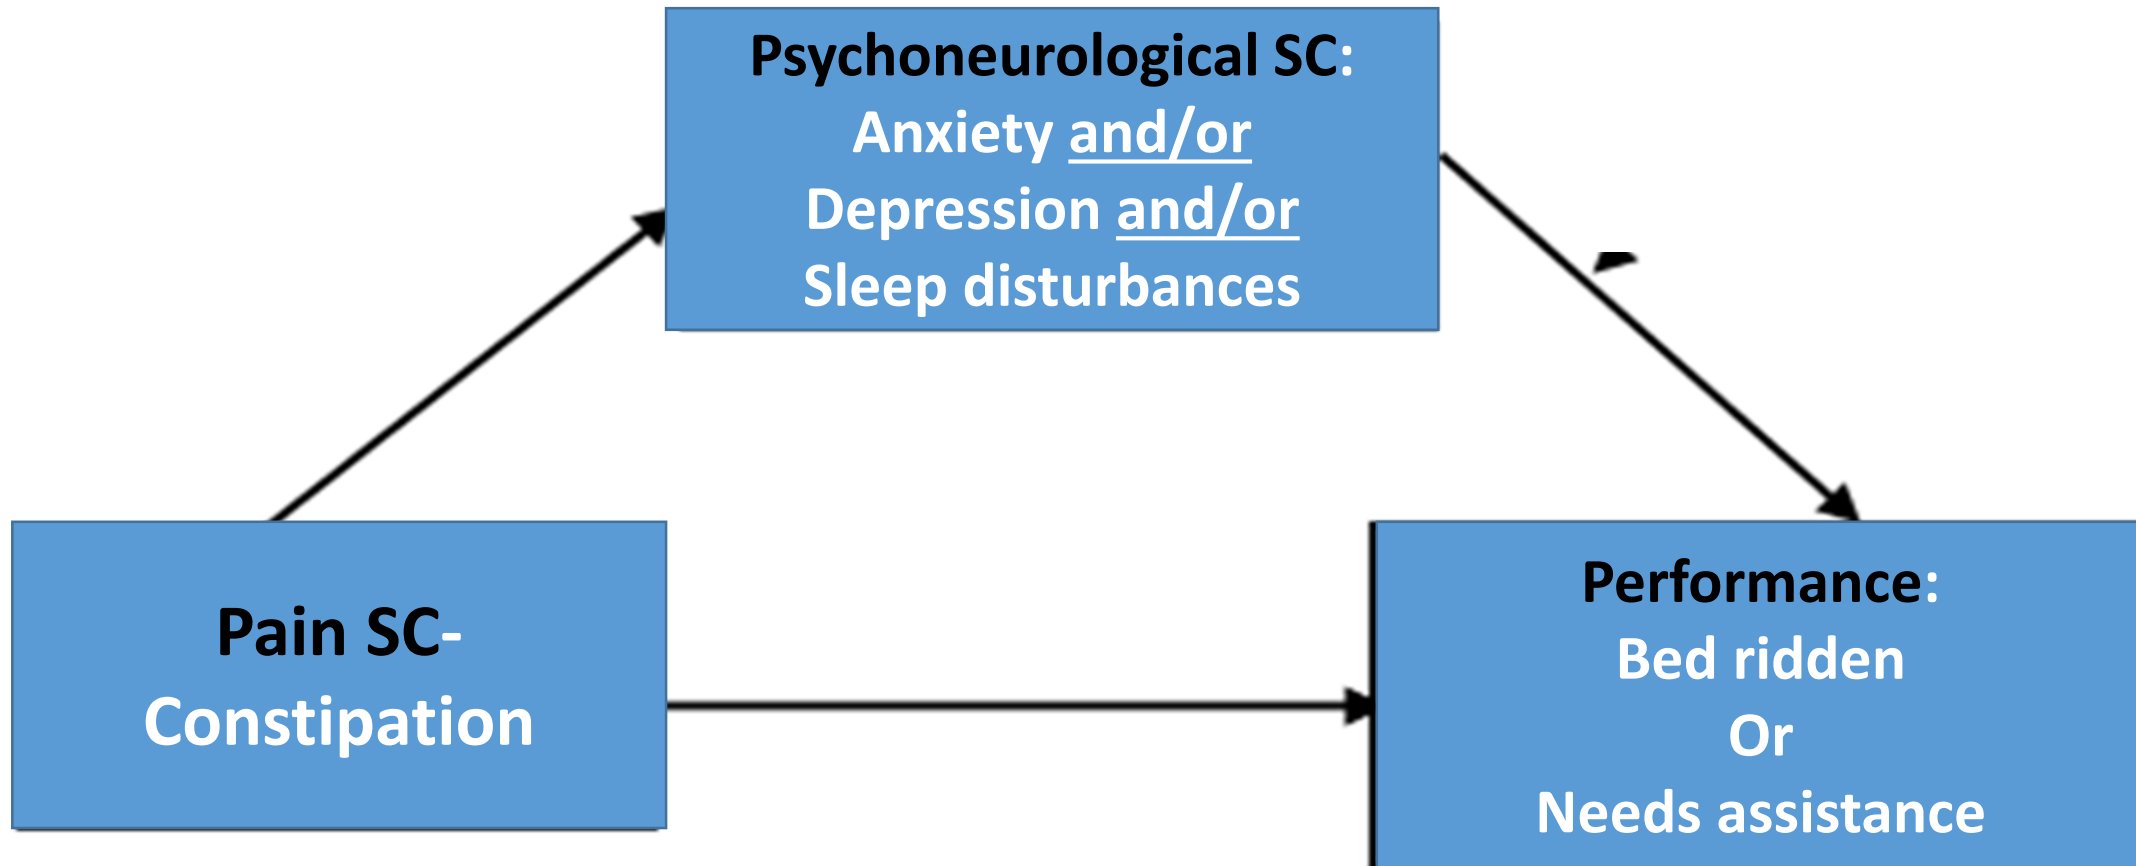 Psychoneurological SC:
Anxiety and/or
Depression and/or
Sleep disturbances
Pain SC-
Constipation
Performance:
Bed ridden
Or
Needs assistance